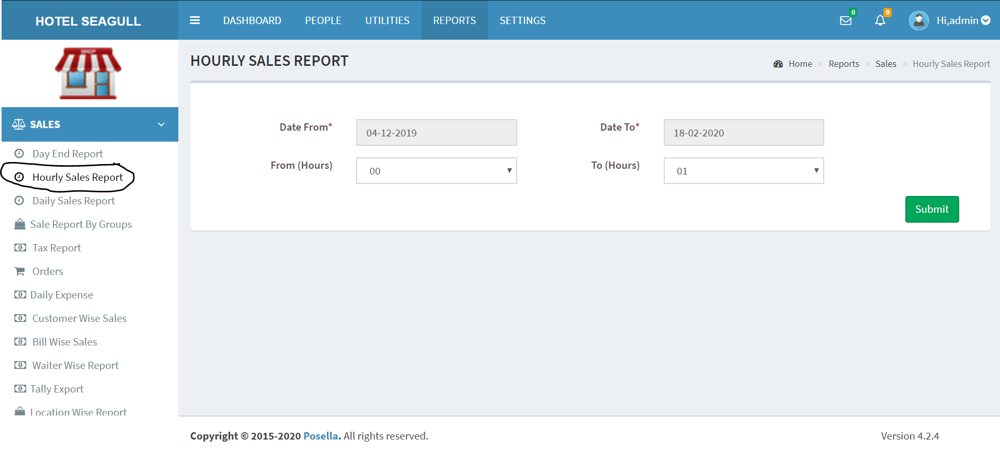 HOTEL SEAGULL
DASHBOARD PEOPLE UTILITIES REPORTS SETTINGS
0
0
Hi,admin
SHOP
HOURLY SALES REPORT
Home > Reports > Sales > Hourly Sales Report
SALES
Day End Report
Hourly Sales Report
Daily Sales Report
Sale Report By Groups
Tax Report
Orders
Daily Expense
Customer Wise Sales
Bill Wise Sales
Waiter Wise Report
Tally Export
Location Wise Report
Date From* 04-12-2019 Date To* 18-02-2020
From (Hours) 00 To (Hours) 01
Submit
Copyright © 2015-2020 Posella. All rights reserved. Version 4.2.4